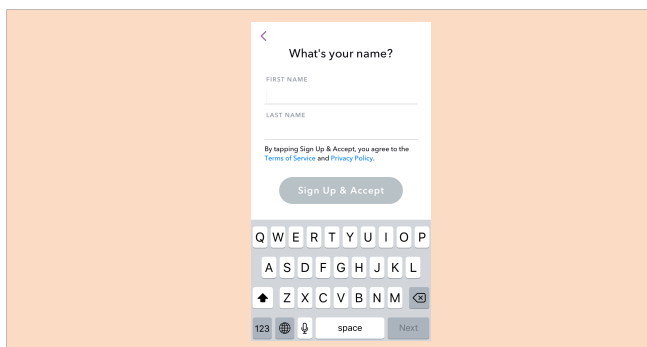 What's your name?
FIRST NAME
LAST NAME
By tapping Sign Up & Accept, you agree to the
Terms of Service and Privacy Policy.
Sign Up & Accept
Q W E R T Y U I O P
A S D F G H J K L
Z X C V B N M
123 space Next